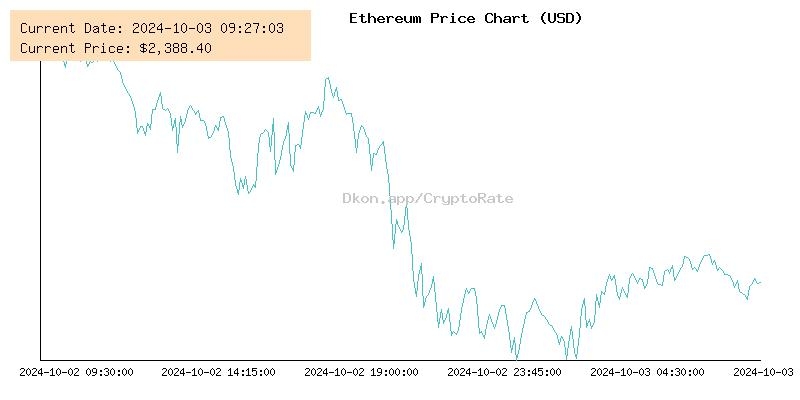 Ethereum Price Chart (USD)
Current Date: 2024-10-03 09:27:03
Current Price: $2,388.40
Dkon.app/CryptoRate
2024-10-02 09:30:00 2024-10-02 14:15:00 2024-10-02 19:00:00 2024-10-02 23:45:00 2024-10-03 04:30:00 2024-10-03